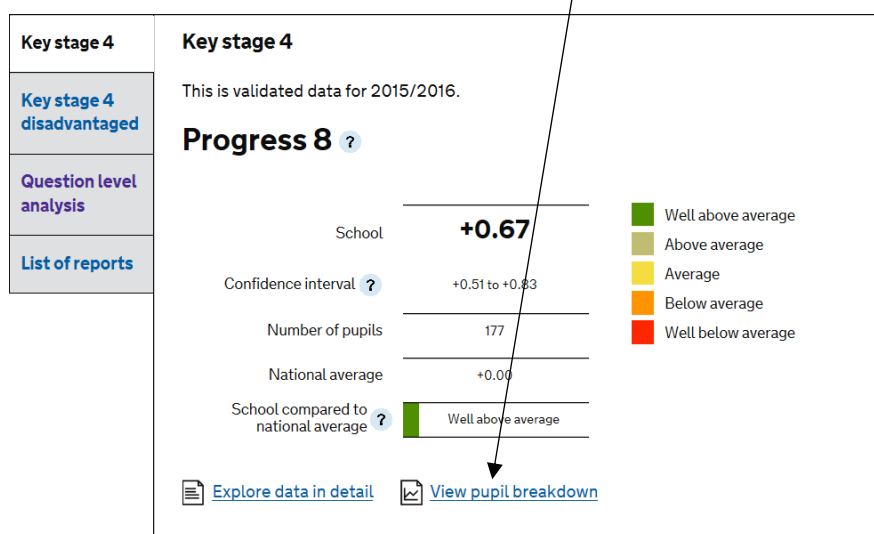 Key stage 4
Key stage 4
disadvantaged
Question level
analysis
List of reports
Key stage 4
This is validated data for 2015/2016.
Progress 8 ?
School +0.67
Confidence interval ? +0.51 to +0.83
Number of pupils 177
National average +0.00
School compared to
national average ? Well above average
Well above average
Above average
Average
Below average
Well below average
Explore data in detail View pupil breakdown